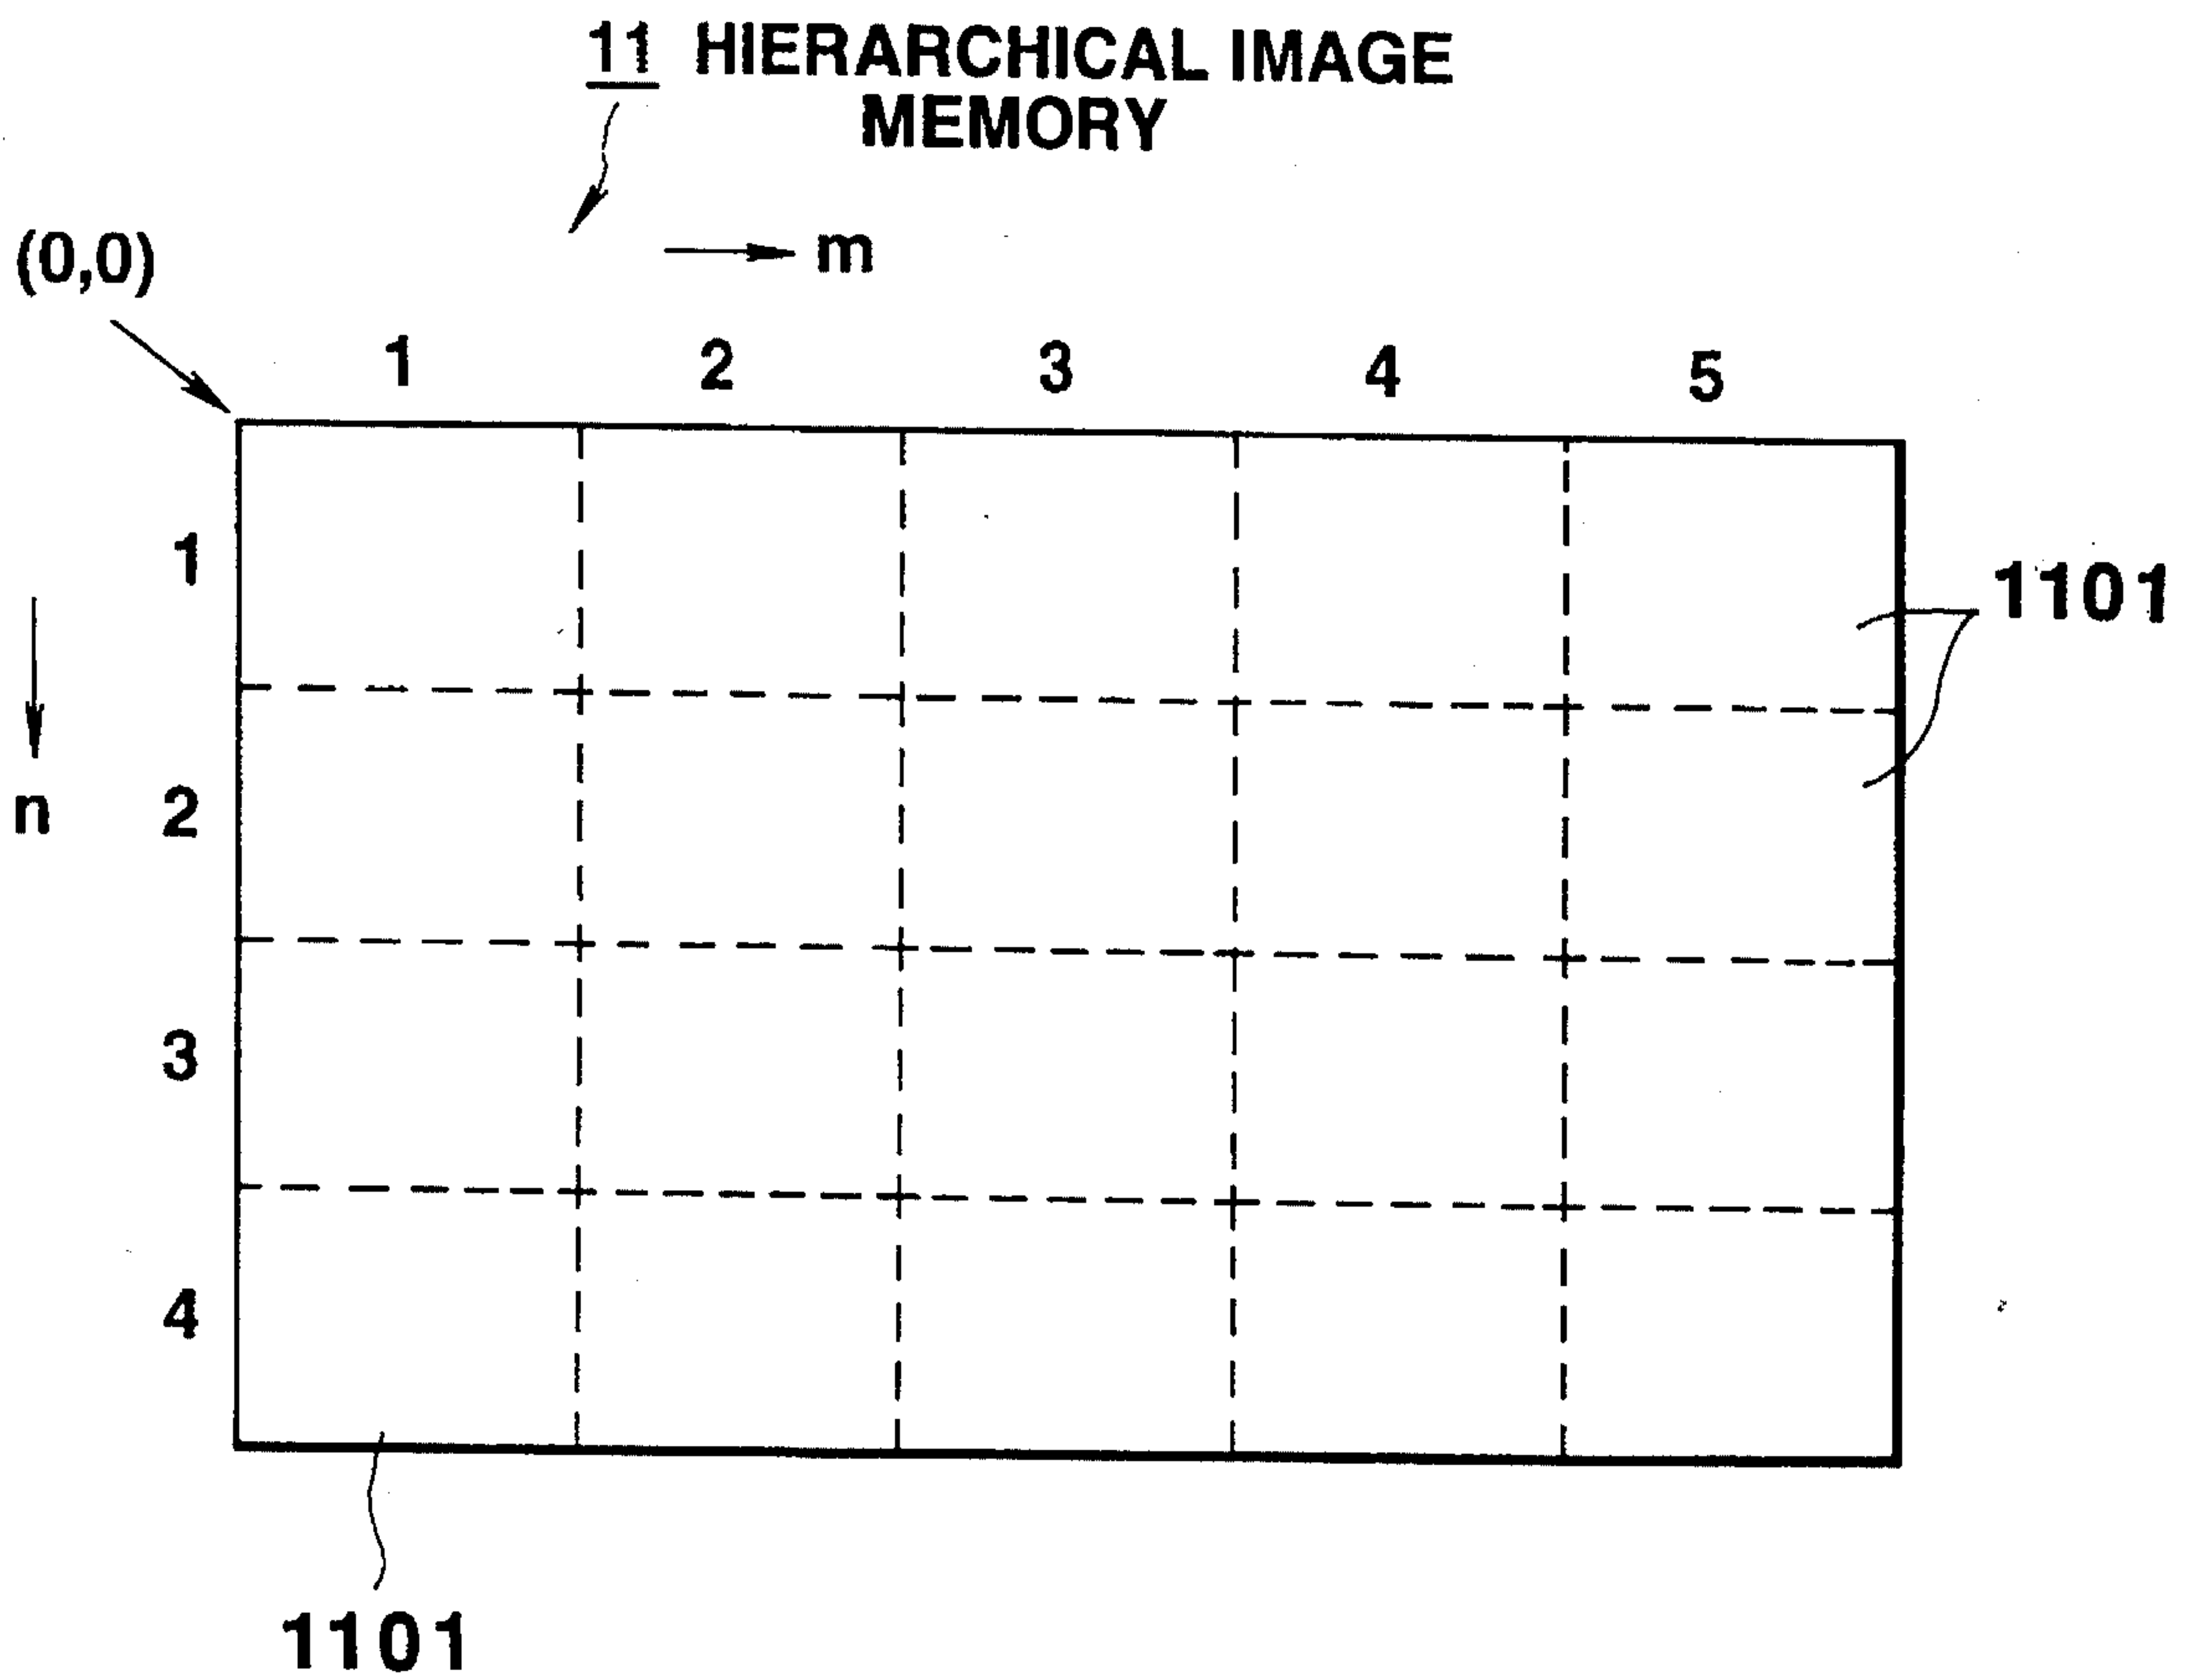 11 HIERARCHICAL IMAGE
MEMORY
(0,0)
m
1 2 3 4 5
1
1101
n
2
3
4
1101